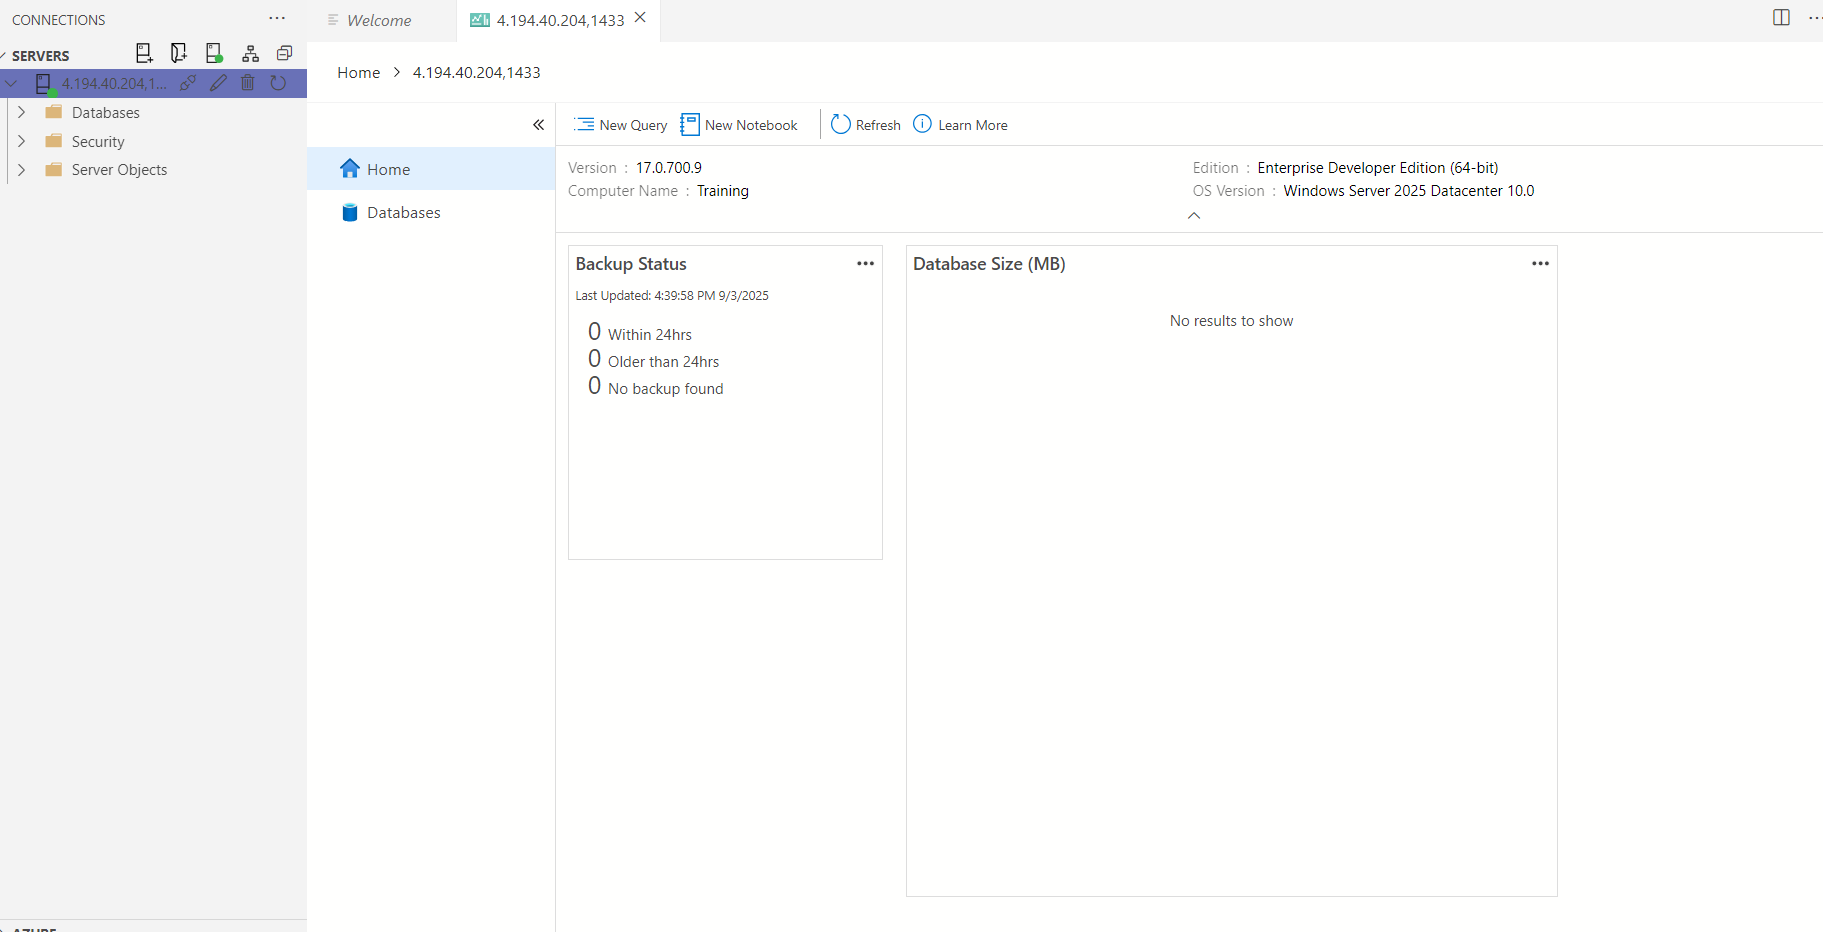 CONNECTIONS
SERVERS
4.194.40.204,1...
Databases
Security
Server Objects
Welcome
4.194.40.204,1433
Home > 4.194.40.204,1433
Home
Databases
New Query
New Notebook
Refresh
Learn More
Version : 17.0.700.9
Computer Name : Training
Edition : Enterprise Developer Edition (64-bit)
OS Version : Windows Server 2025 Datacenter 10.0
Backup Status
Last Updated: 4:39:58 PM 9/3/2025
0 Within 24hrs
0 Older than 24hrs
0 No backup found
Database Size (MB)
No results to show
AZURE